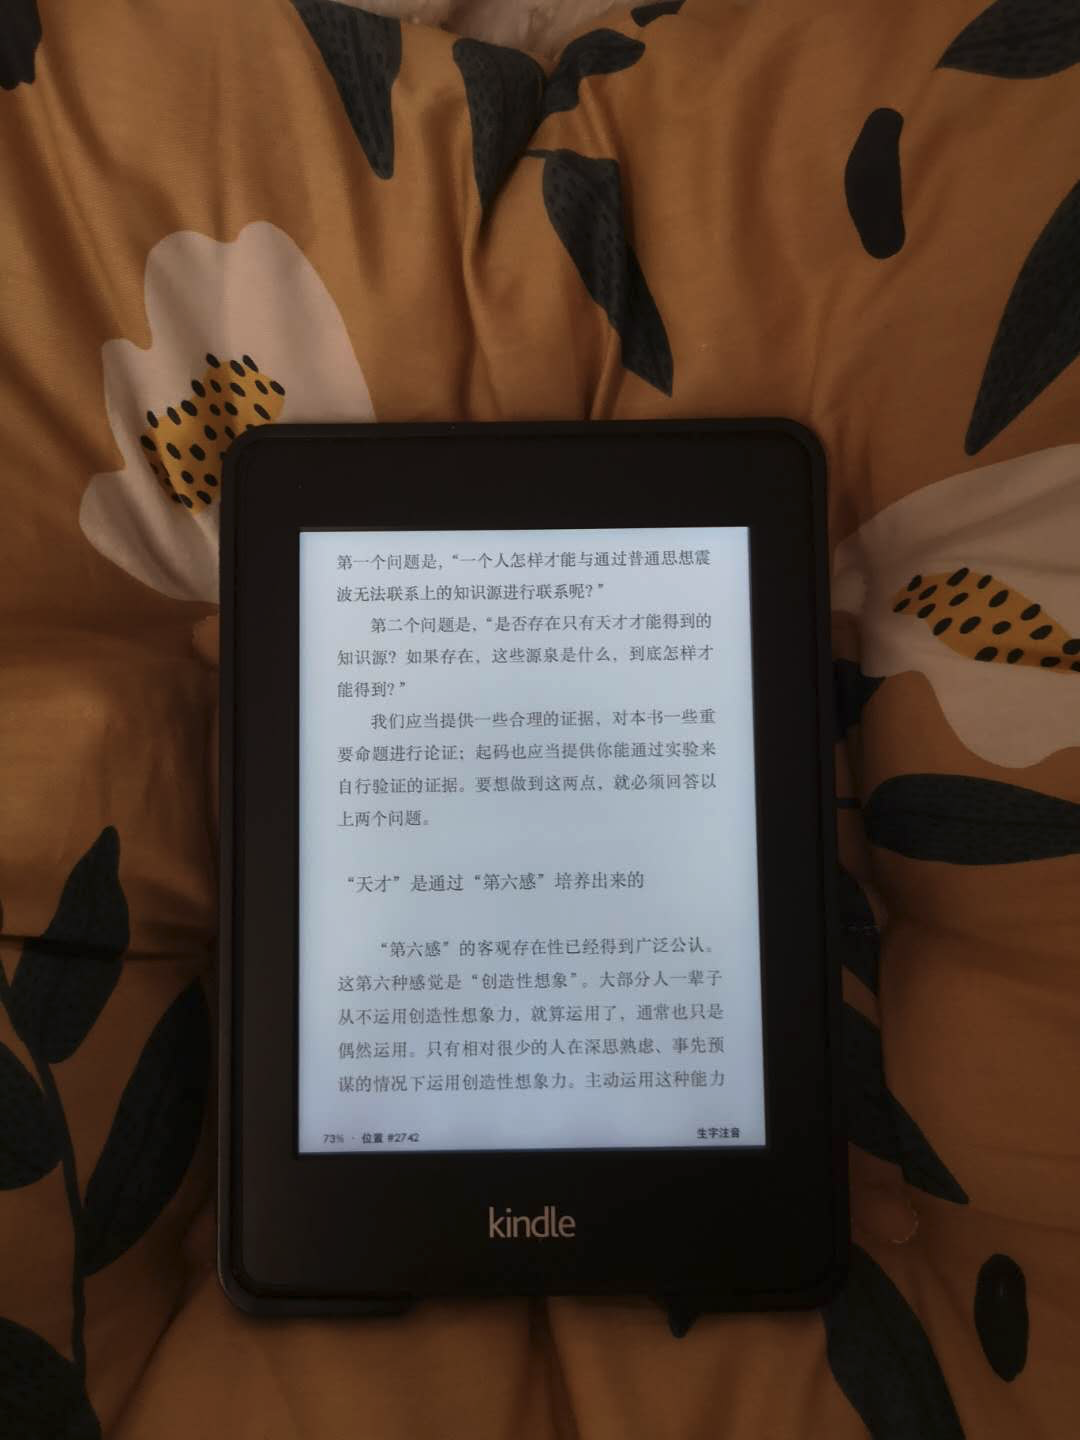 第一个问题是，“一个人怎样才能与通过普通思想震
波无法联系上的知识源进行联系呢？”
第二个问题是，“是否存在只有天才才能得到的
知识源？如果存在，这些源泉是什么，到底怎样才
能得到？”
我们应当提供一些合理的证据，对本书一些重
要命题进行论证；起码也应当提供你能通过实验来
自行验证的证据。要想做到这两点，就必须回答以
上两个问题。
“天才”是通过“第六感”培养出来的
“第六感”的客观存在性已经得到广泛公认。
这第六种感觉是“创造性想象”。大部分人一辈子
从不运用创造性想象力，就算运用了，通常也只是
偶然运用。只有相对很少的人在深思熟虑、事先预
谋的情况下运用创造性想象力。主动运用这种能力
73% · 位置 #2742 生字注音
kindle